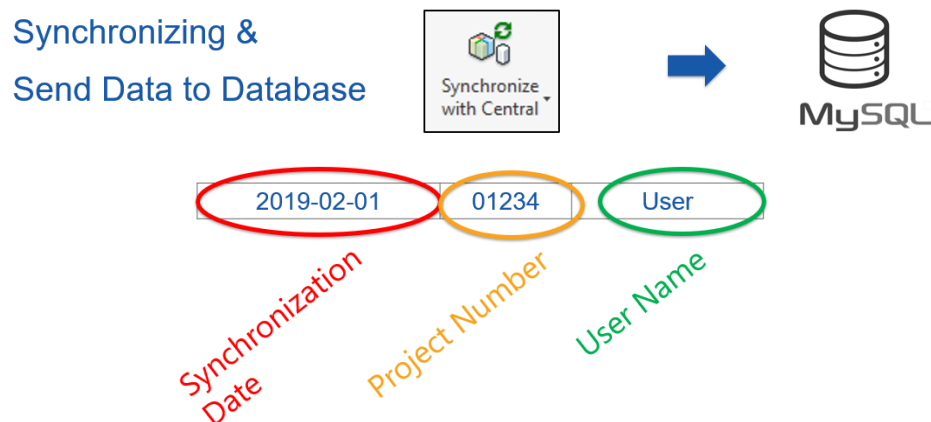 Synchronizing &
Send Data to Database
Synchronize
with Central
MySQL
2019-02-01 01234 User
Synchronization
Date
Project Number
User Name